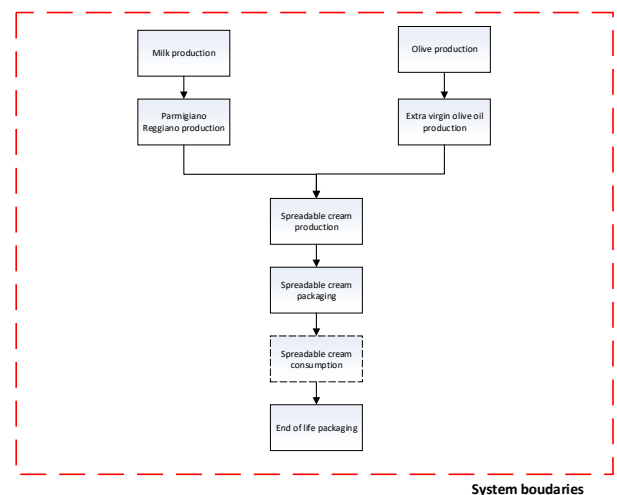 Milk production
Olive production
Parmigiano
Reggiano production
Extra virgin olive oil
production
Spreadable cream
production
Spreadable cream
packaging
Spreadable cream
consumption
End of life packaging
System boudaries